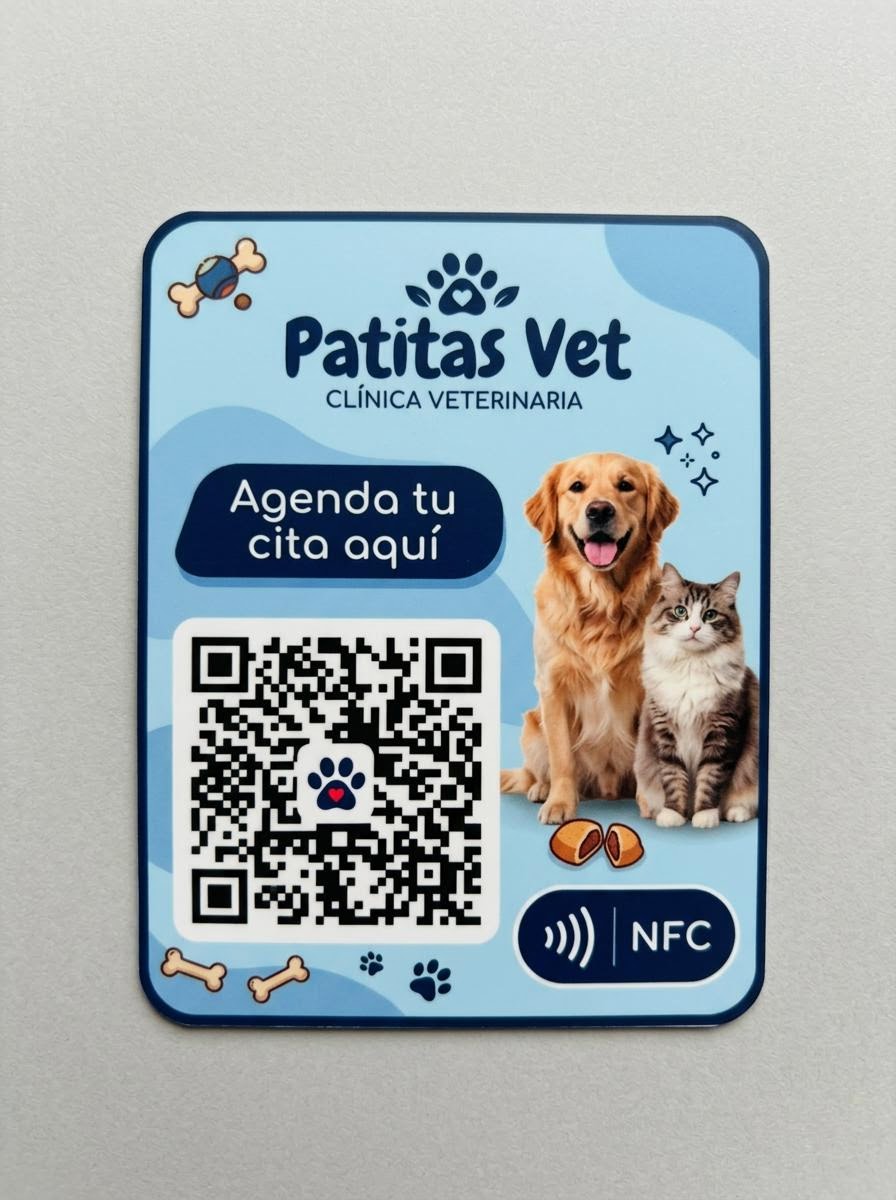 Patitas Vet
CLÍNICA VETERINARIA
Agenda tu
cita aquí
NFC